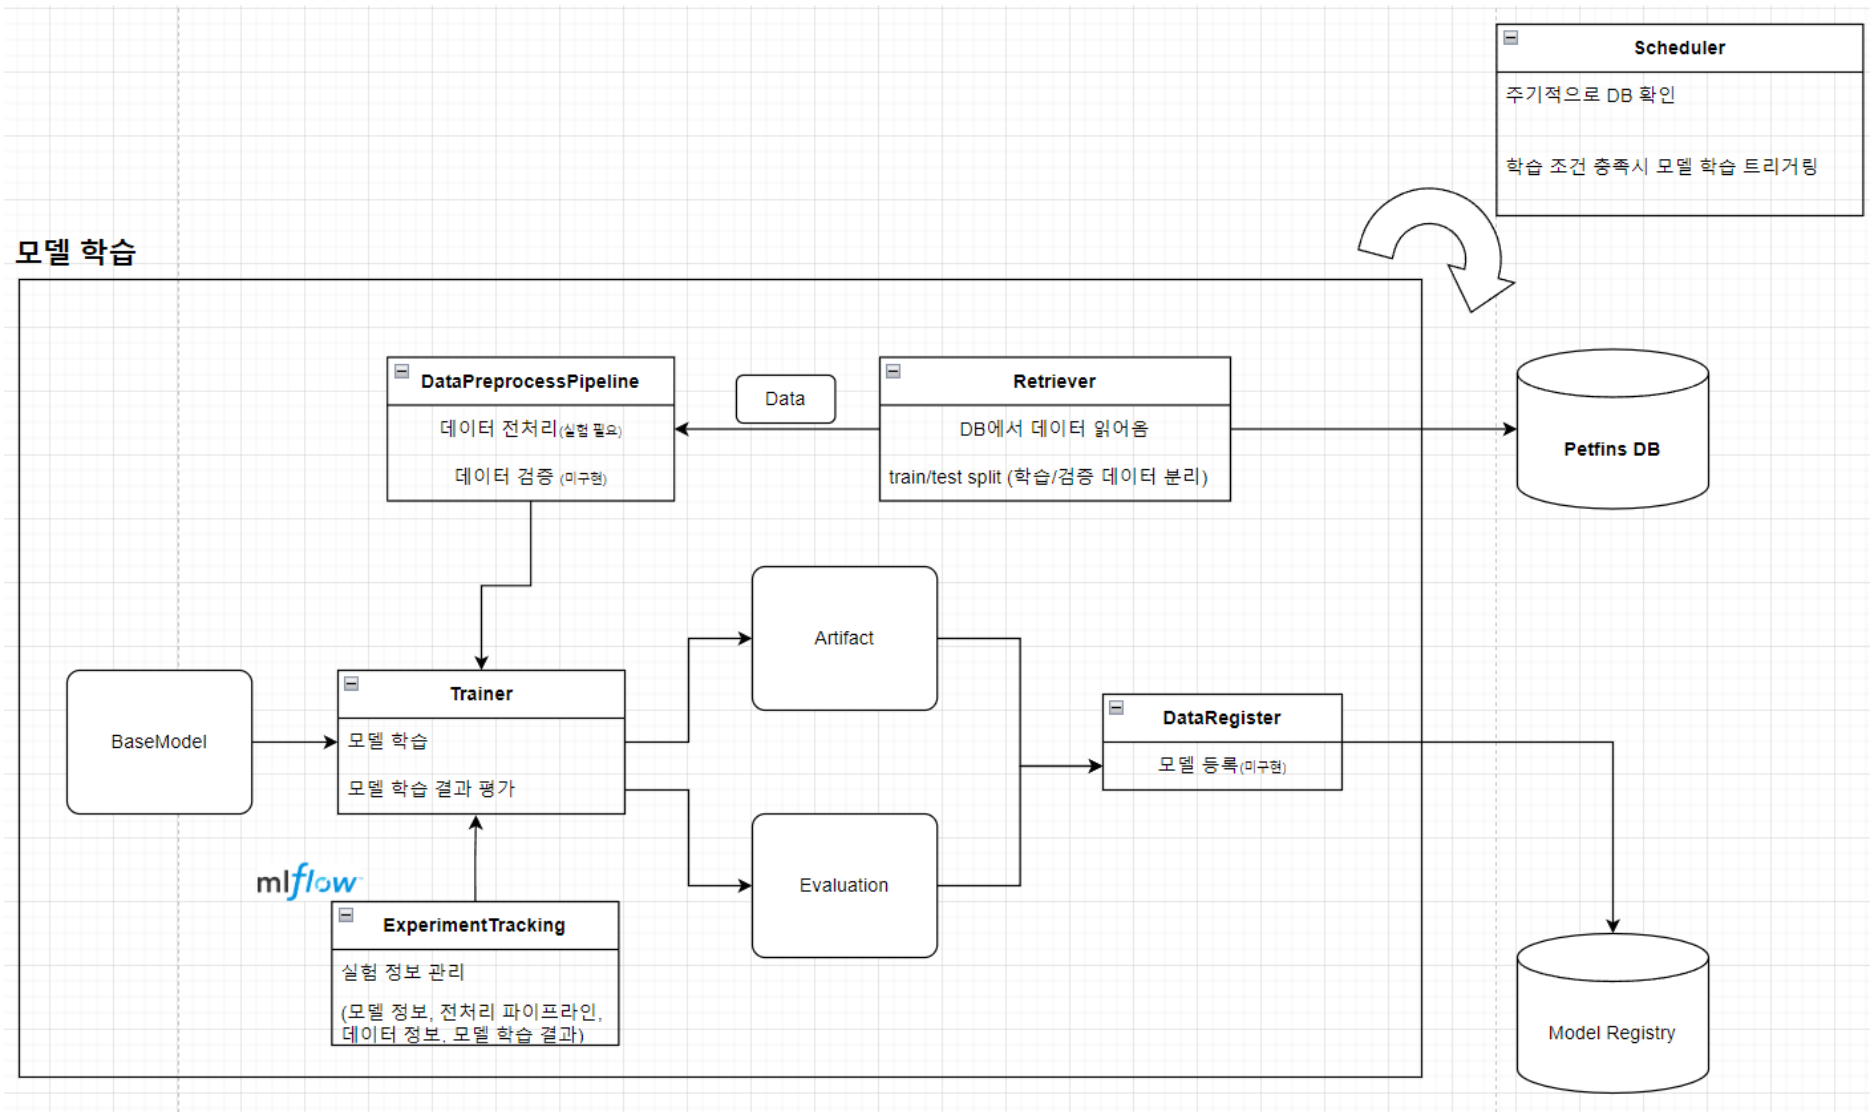 Scheduler
주기적으로 DB 확인
학습 조건 충족시 모델 학습 트리거링
모델 학습
DataPreprocessPipeline
데이터 전처리(실험 필요)
데이터 검증 (미구현)
Data
Retriever
DB에서 데이터 읽어옴
train/test split (학습/검증 데이터 분리)
Petfins DB
Artifact
BaseModel
Trainer
모델 학습
모델 학습 결과 평가
DataRegister
모델 등록(미구현)
Evaluation
mlflow
ExperimentTracking
실험 정보 관리
(모델 정보, 전처리 파이프라인,
데이터 정보, 모델 학습 결과)
Model Registry